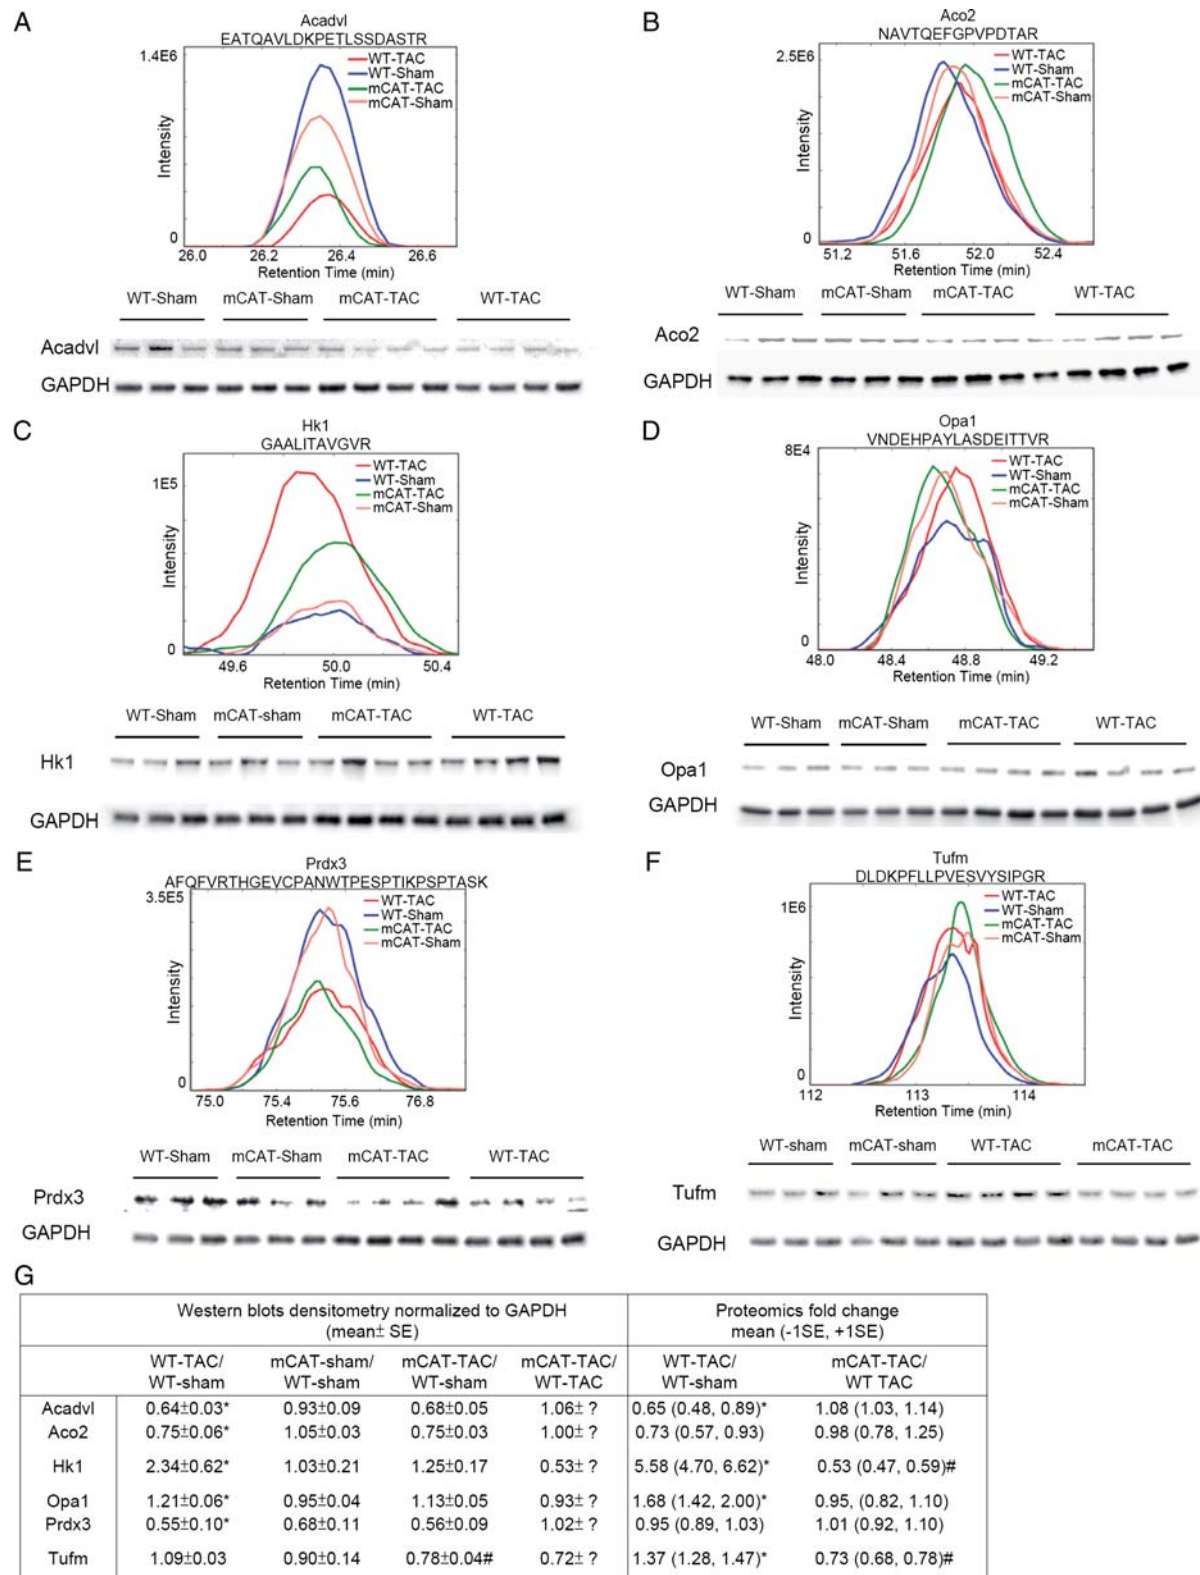 A
Acadvl
EATQAVLDKPETLSSDASTR
1.4E6
WT-TAC
WT-Sham
mCAT-TAC
mCAT-Sham
Intensity
0
26.0 26.2 26.4 26.6
Retention Time (min)
WT-Sham mCAT-Sham mCAT-TAC WT-TAC
Acadvl
GAPDH
B
Aco2
NAVTQEFGPVPDTAR
2.5E6
WT-TAC
WT-Sham
mCAT-TAC
mCAT-Sham
Intensity
0
51.2 51.6 52.0 52.4
Retention Time (min)
WT-Sham mCAT-Sham mCAT-TAC WT-TAC
Aco2
GAPDH
C
Hk1
GAALITAVGVR
1E5
WT-TAC
WT-Sham
mCAT-TAC
mCAT-Sham
Intensity
0
49.6 50.0 50.4
Retention Time (min)
WT-Sham mCAT-sham mCAT-TAC WT-TAC
Hk1
GAPDH
D
Opa1
VNDEHPAYLASDEITTVR
8E4
WT-TAC
WT-Sham
mCAT-TAC
mCAT-Sham
Intensity
0
48.0 48.4 48.8 49.2
Retention Time (min)
WT-Sham mCAT-Sham mCAT-TAC WT-TAC
Opa1
GAPDH
E
Prdx3
AFQFVRTHGEVCPANWTPESPTIKPSPTASK
3.5E5
WT-TAC
WT-Sham
mCAT-TAC
mCAT-Sham
Intensity
0
75.0 75.4 75.6 76.8
Retention Time (min)
WT-Sham mCAT-Sham mCAT-TAC WT-TAC
Prdx3
GAPDH
F
Tufm
DLDKPFLLPVESVYSIPGR
1E6
WT-TAC
WT-Sham
mCAT-TAC
mCAT-Sham
Intensity
0
112 113 114
Retention Time (min)
WT-sham mCAT-sham WT-TAC mCAT-TAC
Tufm
GAPDH
G
Western blots densitometry normalized to GAPDH Proteomics fold change
(mean± SE) mean (-1SE, +1SE)
WT-TAC/ mCAT-sham/ mCAT-TAC/ mCAT-TAC/ WT-TAC/ mCAT-TAC/
WT-sham WT-sham WT-sham WT-TAC WT-sham WT TAC
Acadvl 0.64±0.03* 0.93±0.09 0.68±0.05 1.06± ? 0.65 (0.48, 0.89)* 1.08 (1.03, 1.14)
Aco2 0.75±0.06* 1.05±0.03 0.75±0.03 1.00± ? 0.73 (0.57, 0.93) 0.98 (0.78, 1.25)
Hk1 2.34±0.62* 1.03±0.21 1.25±0.17 0.53± ? 5.58 (4.70, 6.62)* 0.53 (0.47, 0.59)#
Opa1 1.21±0.06* 0.95±0.04 1.13±0.05 0.93± ? 1.68 (1.42, 2.00)* 0.95, (0.82, 1.10)
Prdx3 0.55±0.10* 0.68±0.11 0.56±0.09 1.02± ? 0.95 (0.89, 1.03) 1.01 (0.92, 1.10)
Tufm 1.09±0.03 0.90±0.14 0.78±0.04# 0.72± ? 1.37 (1.28, 1.47)* 0.73 (0.68, 0.78)#